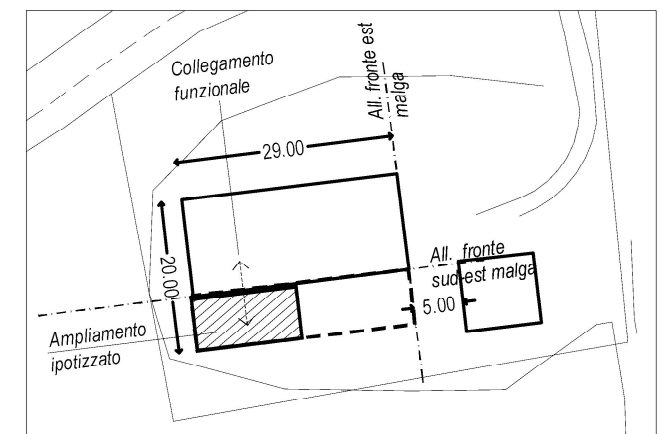 Collegamento
funzionale
All. fronte est
malga
29.00
20.00
All. fronte
sud-est malga
5.00
Ampliamento
ipotizzato